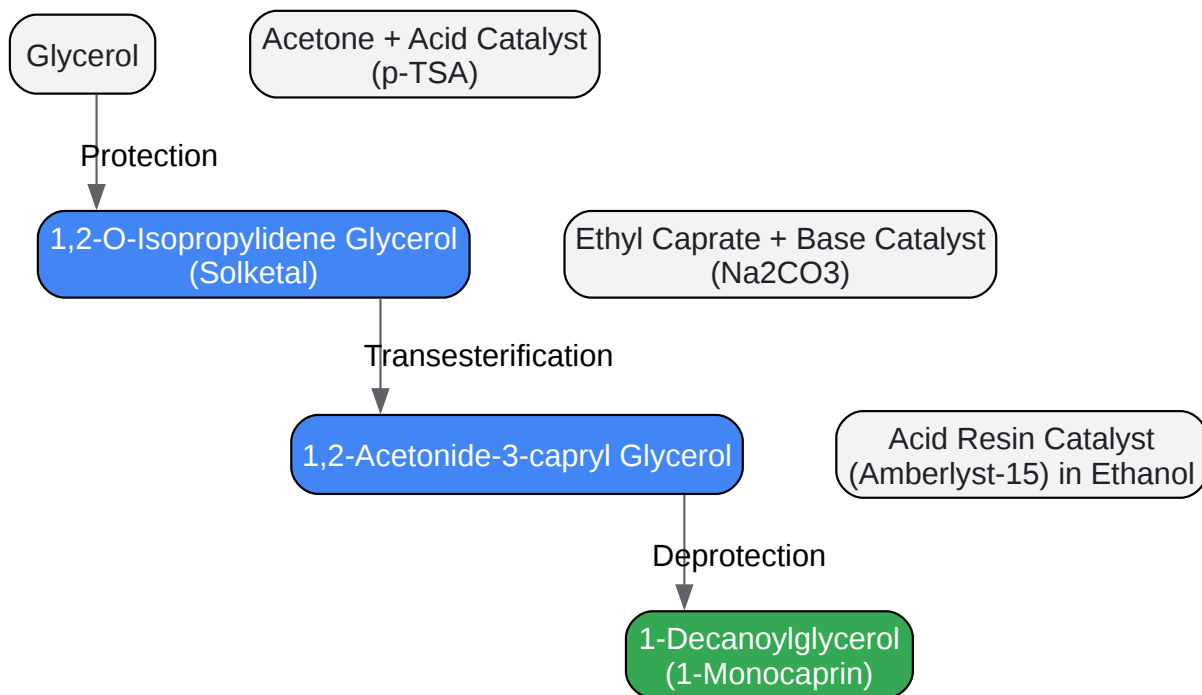 Glycerol
Acetone + Acid Catalyst
(p-TSA)
Protection
1,2-O-Isopropylidene Glycerol
(Solketal)
Ethyl Caprate + Base Catalyst
(Na2CO3)
Transesterification
1,2-Acetonide-3-capryl Glycerol
Acid Resin Catalyst
(Amberlyst-15) in Ethanol
Deprotection
1-Decanoylglycerol
(1-Monocaprin)